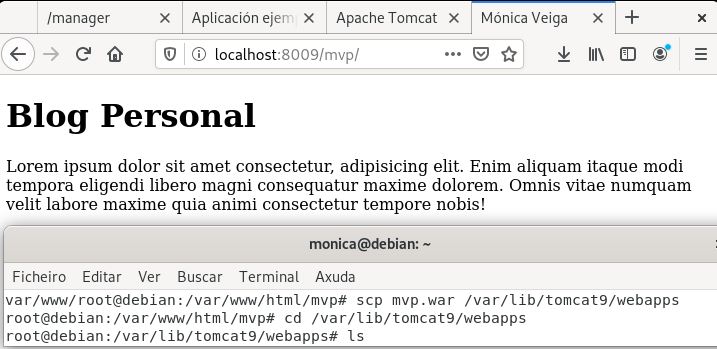 /manager
Aplicación ejem
Apache Tomcat
Mónica Veiga
localhost:8009/mvp/
Blog Personal
Lorem ipsum dolor sit amet consectetur, adipisicing elit. Enim aliquam itaque modi
tempora eligendi libero magni consequatur maxime dolorem. Omnis vitae numquam
velit labore maxime quia animi consectetur tempore nobis!
monica@debian: ~
Ficheiro Editar Ver Buscar Terminal Axuda
var/www/root@debian:/var/www/html/mvp# scp mvp.war /var/lib/tomcat9/webapps
root@debian:/var/www/html/mvp# cd /var/lib/tomcat9/webapps
root@debian:/var/lib/tomcat9/webapps# ls